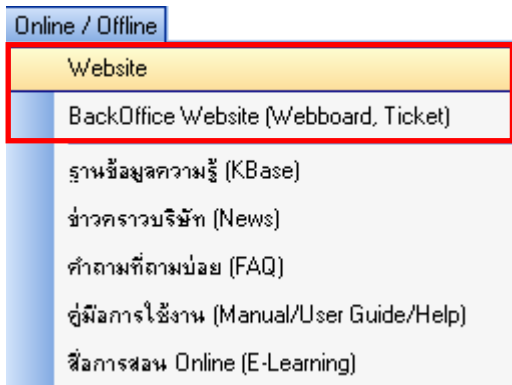 Online / Offline
Website
BackOffice Website (Webboard, Ticket)
ฐานข้อมูลความรู้ (KBase)
ข่าวคราวบริษัท (News)
คำถามที่ถามบ่อย (FAQ)
คู่มือการใช้งาน (Manual/User Guide/Help)
สื่อการสอน Online (E-Learning)